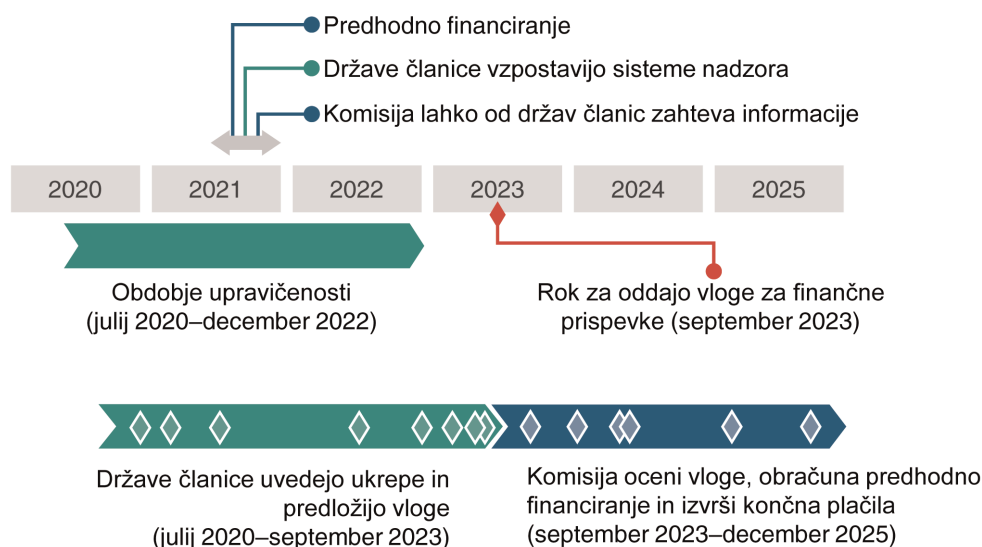 Predhodno financiranje
Države članice vzpostavijo sisteme nadzora
Komisija lahko od držav članic zahteva informacije
2020
2021
2022
2023
2024
2025
Obdobje upravičenosti
(julij 2020–december 2022)
Rok za oddajo vloge za finančne
prispevke (september 2023)
Države članice uvedejo ukrepe in
predložijo vloge
(julij 2020–september 2023)
Komisija oceni vloge, obračuna predhodno
financiranje in izvrši končna plačila
(september 2023–december 2025)